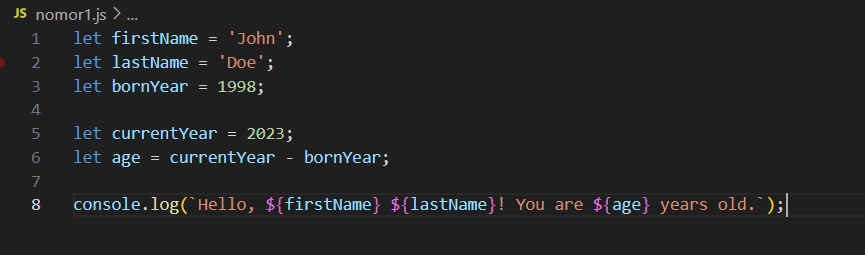 JS nomor1.js > ...
1 let firstName = 'John';
2 let lastName = 'Doe';
3 let bornYear = 1998;
4
5 let currentYear = 2023;
6 let age = currentYear - bornYear;
7
8 console.log(`Hello, ${firstName} ${lastName}! You are ${age} years old.`);